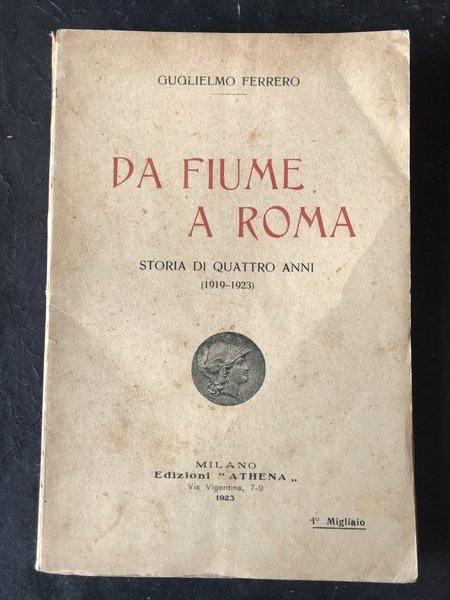 GUGLIELMO FERRERO
DA FIUME
A ROMA
STORIA DI QUATTRO ANNI
(1919-1923)
MILANO
Edizioni "ATHENA„
Via Vigentina, 7-9
1923
1° Migliaio